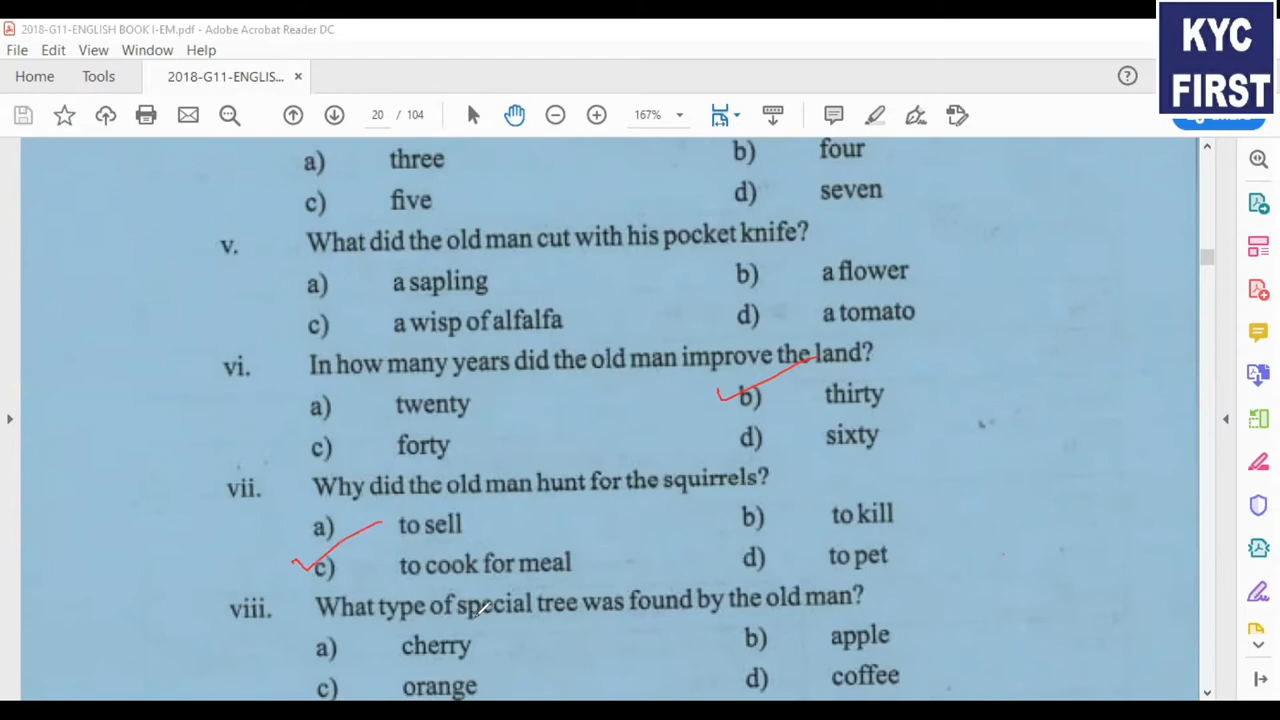 2018-G11-ENGLISH BOOK I-EM.pdf - Adobe Acrobat Reader DC
KYC
FIRST
File Edit View Window Help
Home Tools 2018-G11-ENGLIS... ×
20 / 104 167%
a) three b) four
c) five d) seven
v. What did the old man cut with his pocket knife?
a) a sapling b) a flower
c) a wisp of alfalfa d) a tomato
vi. In how many years did the old man improve the land?
a) twenty b) thirty
c) forty d) sixty
vii. Why did the old man hunt for the squirrels?
a) to sell b) to kill
c) to cook for meal d) to pet
viii. What type of special tree was found by the old man?
a) cherry b) apple
c) orange d) coffee